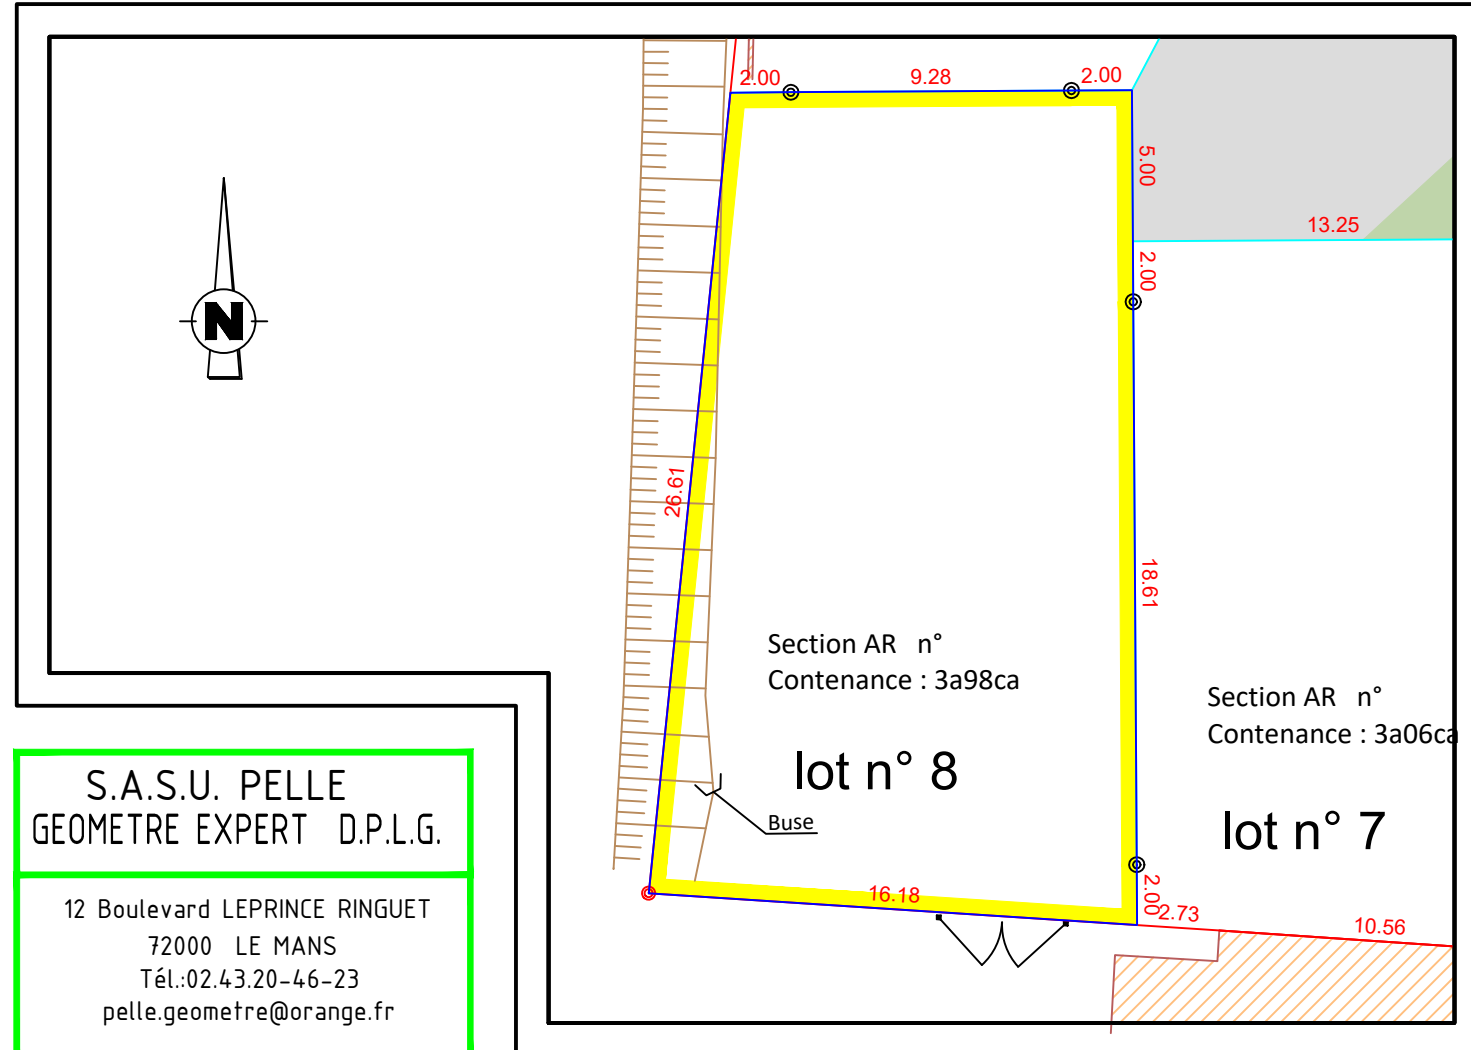 2.00
9.28
2.00
5.00
13.25
2.00
N
26.61
18.61
Section AR n°
Contenance : 3a98ca
Section AR n°
Contenance : 3a06ca
lot n° 8
lot n° 7
Buse
16.18
2.00
2.73
10.56
S.A.S.U. PELLE
GEOMETRE EXPERT D.P.L.G.
12 Boulevard LEPRINCE RINGUET
72000 LE MANS
Tél.:02.43.20-46-23
pelle.geometre@orange.fr